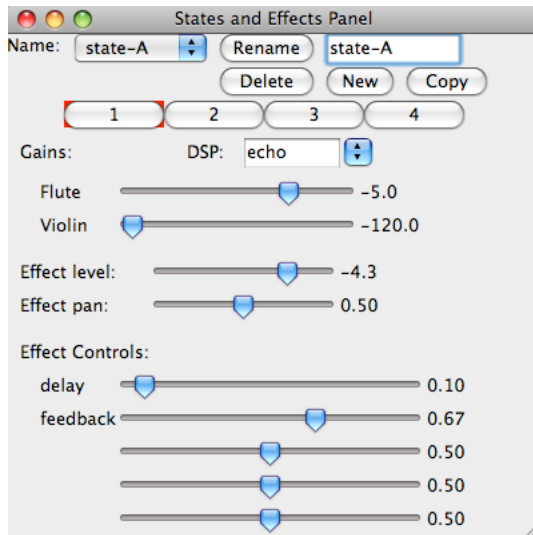 States and Effects Panel
Name: state-A Rename state-A
Delete New Copy
1 2 3 4
Gains: DSP: echo
Flute -5.0
Violin -120.0
Effect level: -4.3
Effect pan: 0.50
Effect Controls:
delay 0.10
feedback 0.67
0.50
0.50
0.50